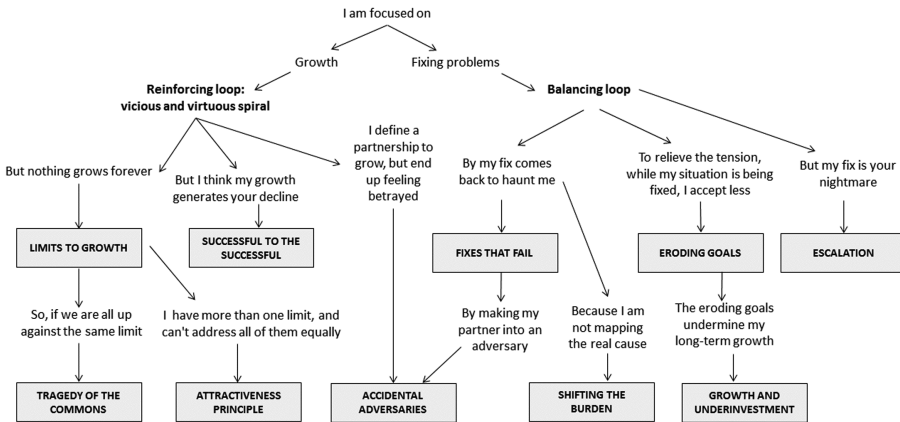 I am focused on
Growth
Fixing problems
Reinforcing loop:
vicious and virtuous spiral
Balancing loop
But nothing grows forever
But I think my growth
generates your decline
I define a
partnership to
grow, but end
up feeling
betrayed
By my fix comes
back to haunt me
To relieve the tension,
while my situation is being
fixed, I accept less
But my fix is your
nightmare
LIMITS TO GROWTH
SUCCESSFUL TO THE
SUCCESSFUL
FIXES THAT FAIL
ERODING GOALS
ESCALATION
So, if we are all up
against the same limit
I have more than one limit, and
can't address all of them equally
By making my
partner into an
adversary
Because I am
not mapping
the real cause
The eroding goals
undermine my
long-term growth
TRAGEDY OF THE
COMMONS
ATTRACTIVENESS
PRINCIPLE
ACCIDENTAL
ADVERSARIES
SHIFTING THE
BURDEN
GROWTH AND
UNDERINVESTMENT